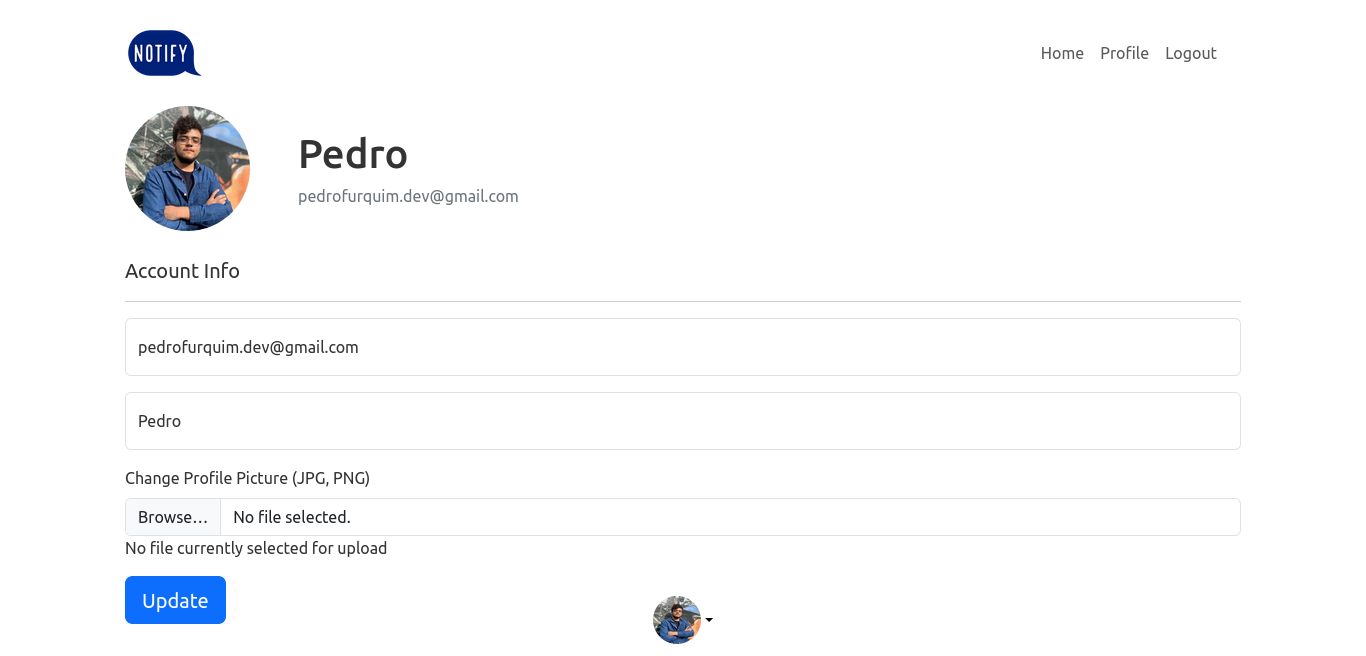 NOTIFY
Home Profile Logout
Pedro
pedrofurquim.dev@gmail.com
Account Info
pedrofurquim.dev@gmail.com
Pedro
Change Profile Picture (JPG, PNG)
Browse... No file selected.
No file currently selected for upload
Update